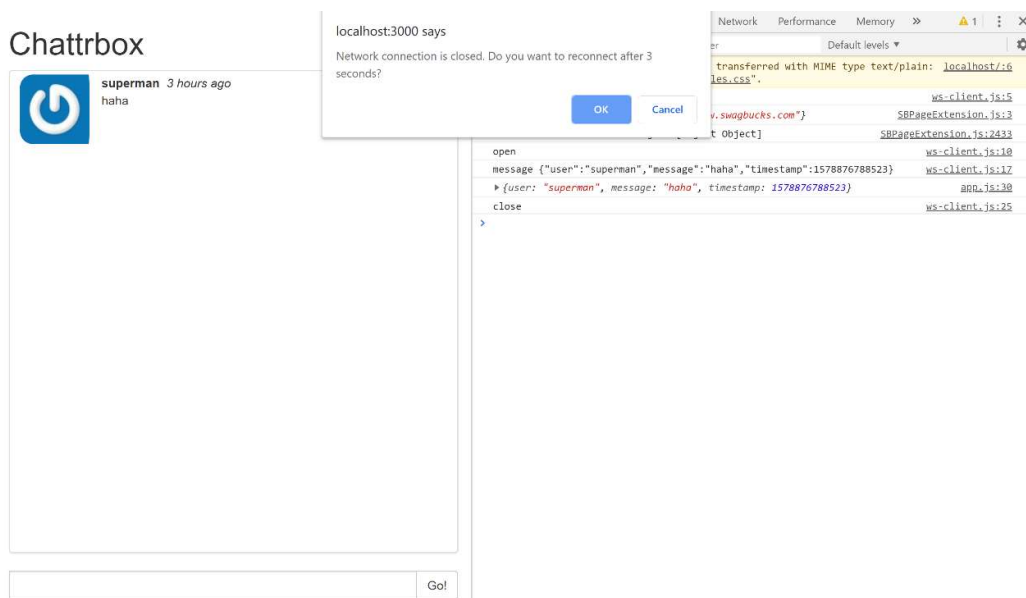 Chattrbox
superman 3 hours ago
haha
Go!
localhost:3000 says
Network connection is closed. Do you want to reconnect after 3
seconds?
OK
Cancel
Network Performance Memory » 1
Default levels ▼
transferred with MIME type text/plain: localhost/:6
les.css".
ws-client.js:5
.swagbucks.com"} SBPageExtension.js:3
t Object] SBPageExtension.js:2433
open ws-client.js:10
message {"user":"superman","message":"haha","timestamp":1578876788523} ws-client.js:17
▶ {user: "superman", message: "haha", timestamp: 1578876788523} app.js:30
close ws-client.js:25
>